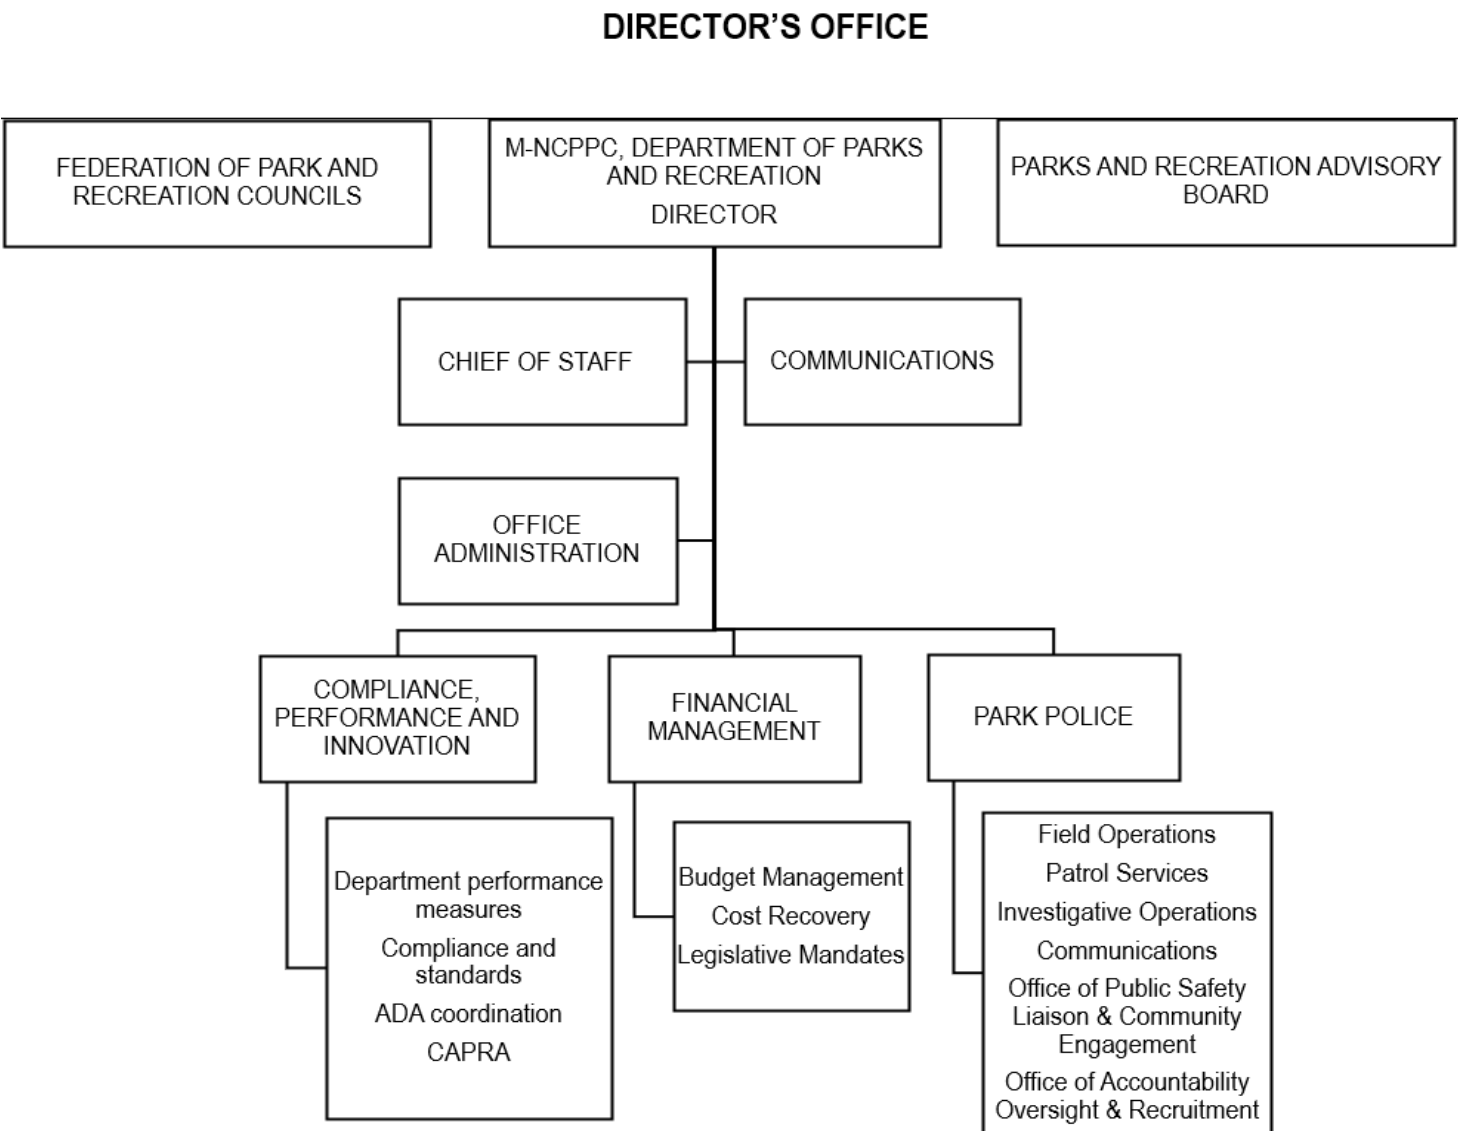 DIRECTOR’S OFFICE
FEDERATION OF PARK AND
RECREATION COUNCILS
M-NCPPC, DEPARTMENT OF PARKS
AND RECREATION
DIRECTOR
PARKS AND RECREATION ADVISORY
BOARD
CHIEF OF STAFF
COMMUNICATIONS
OFFICE
ADMINISTRATION
COMPLIANCE,
PERFORMANCE AND
INNOVATION
FINANCIAL
MANAGEMENT
PARK POLICE
Department performance
measures
Compliance and
standards
ADA coordination
CAPRA
Budget Management
Cost Recovery
Legislative Mandates
Field Operations
Patrol Services
Investigative Operations
Communications
Office of Public Safety
Liaison & Community
Engagement
Office of Accountability
Oversight & Recruitment